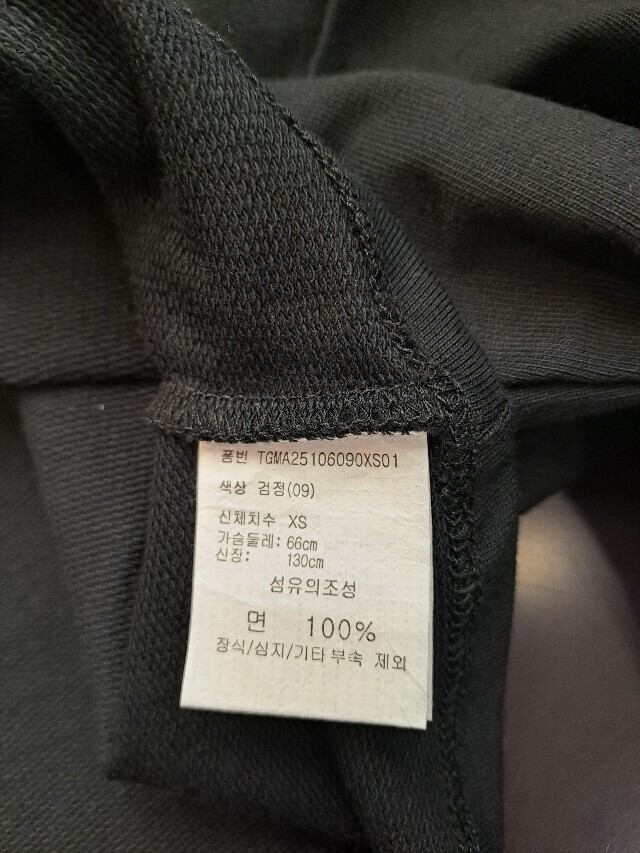 품번 TGMA25106090XS01
색상 검정(09)
신체치수 XS
가슴둘레: 66cm
신장: 130cm
섬유의조성
면 100%
장식/심지/기타 부속 제외